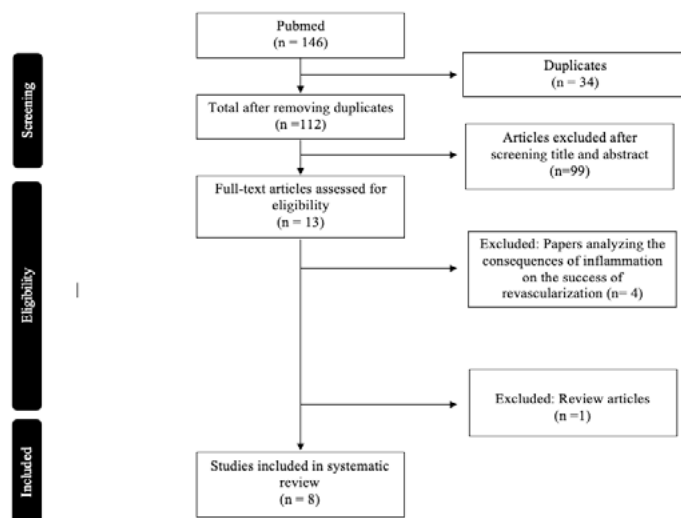 Pubmed
(n = 146)
Duplicates
(n = 34)
Screening
Total after removing duplicates
(n =112)
Articles excluded after
screening title and abstract
(n=99)
Full-text articles assessed for
eligibility
(n = 13)
Excluded: Papers analyzing the
consequences of inflammation
on the success of
revascularization (n= 4)
Eligibility
Excluded: Review articles
(n =1)
Studies included in systematic
review
(n = 8)
Included